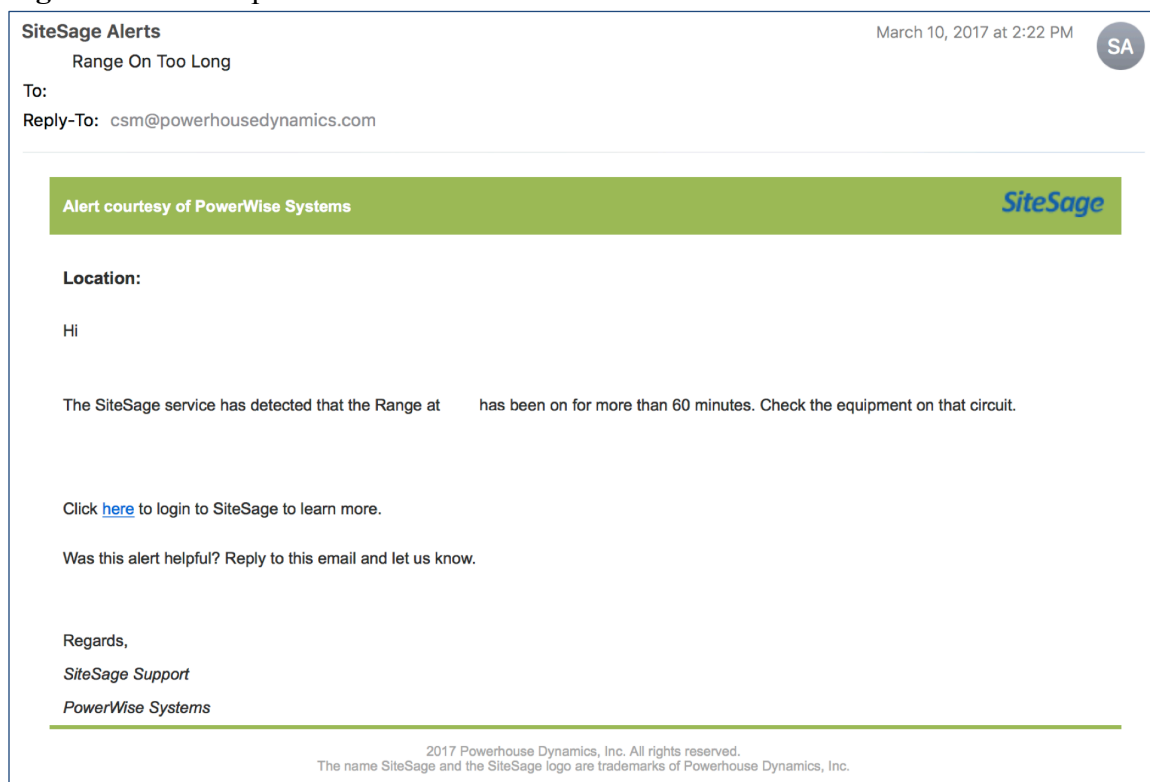 SiteSage Alerts
March 10, 2017 at 2:22 PM
SA
Range On Too Long
To:
Reply-To: csm@powerhousedynamics.com
Alert courtesy of PowerWise Systems
SiteSage
Location:
Hi
The SiteSage service has detected that the Range at has been on for more than 60 minutes. Check the equipment on that circuit.
Click here to login to SiteSage to learn more.
Was this alert helpful? Reply to this email and let us know.
Regards,
SiteSage Support
PowerWise Systems
2017 Powerhouse Dynamics, Inc. All rights reserved.
The name SiteSage and the SiteSage logo are trademarks of Powerhouse Dynamics, Inc.